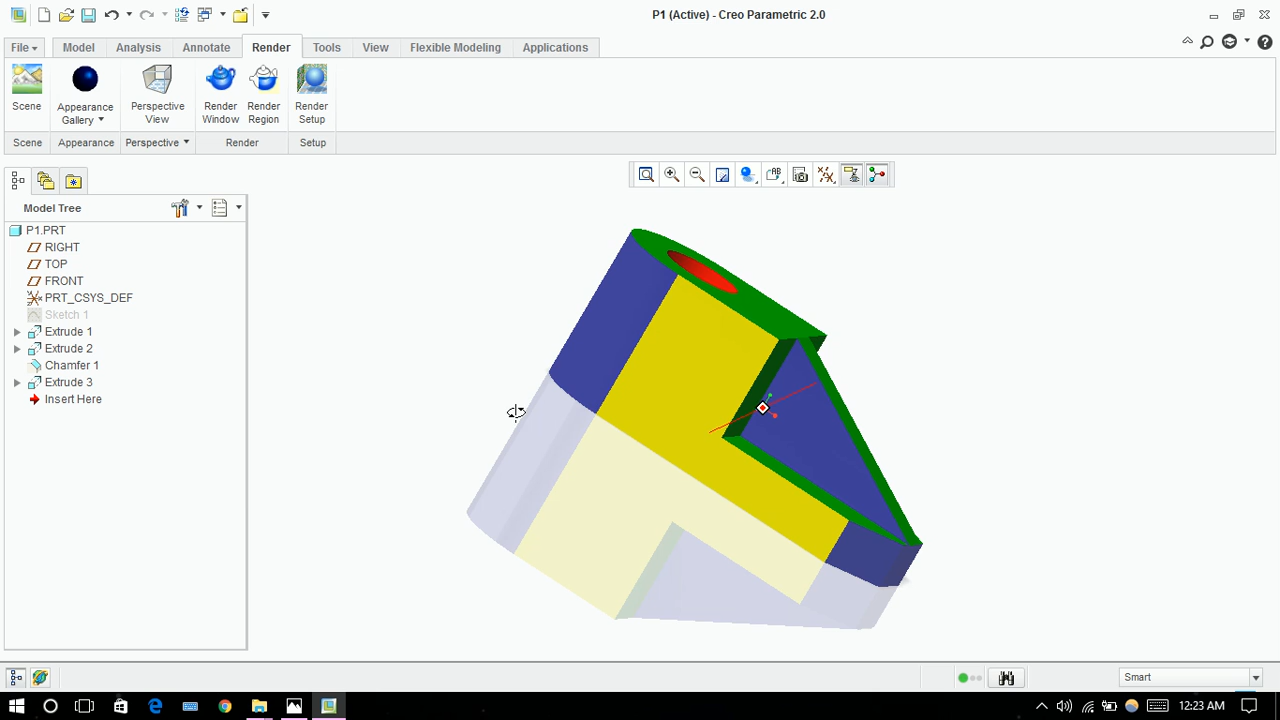 P1 (Active) - Creo Parametric 2.0
File Model Analysis Annotate Render Tools View Flexible Modeling Applications
Scene
Appearance Gallery
Perspective View
Render Window
Render Region
Render Setup
Scene Appearance Perspective Render Setup
Model Tree
P1.PRT
RIGHT
TOP
FRONT
PRT_CSYS_DEF
Sketch 1
Extrude 1
Extrude 2
Chamfer 1
Extrude 3
Insert Here
Smart
12:23 AM